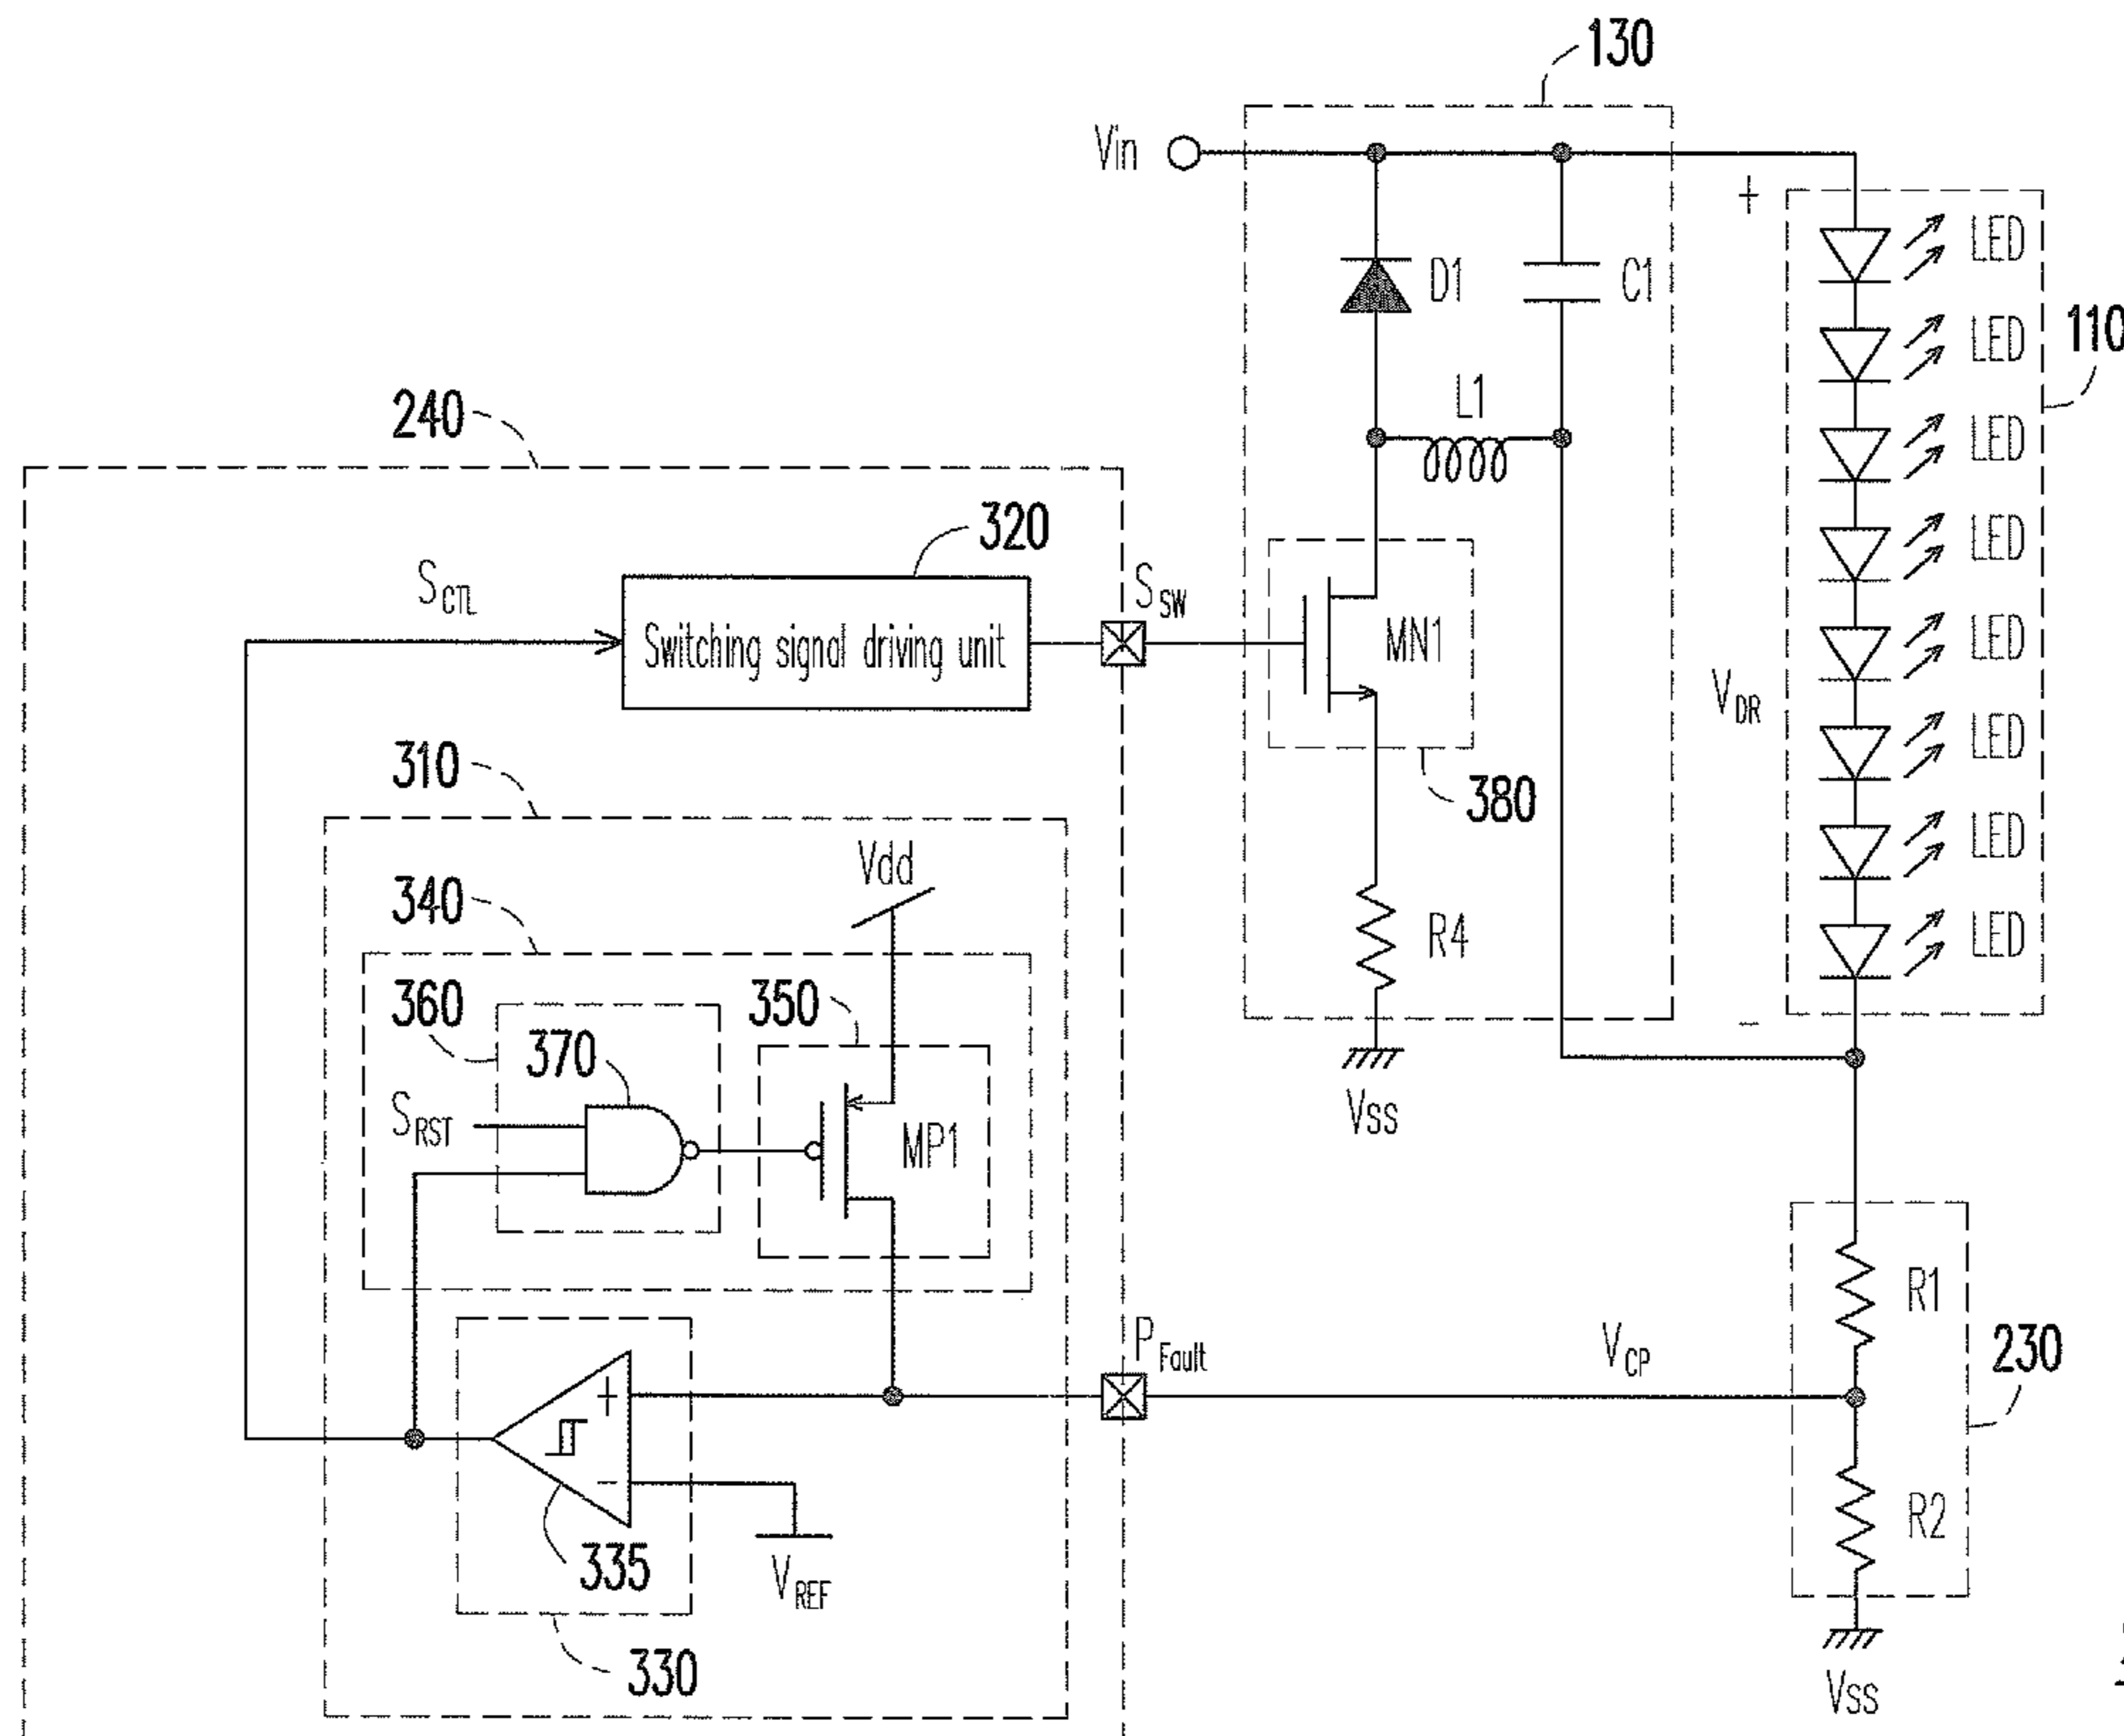 130
Vin
+
LED
D1
C1
LED
110
L1
240
LED
320
LED
S_CTL
S_SW
Switching signal driving unit
MN1
LED
V_DR
310
LED
380
Vdd
LED
340
R4
LED
360
350
-
370
S_RST
MP1
Vss
R1
P_Fault
V_CP
230
+
-
R2
335
V_REF
330
Vss